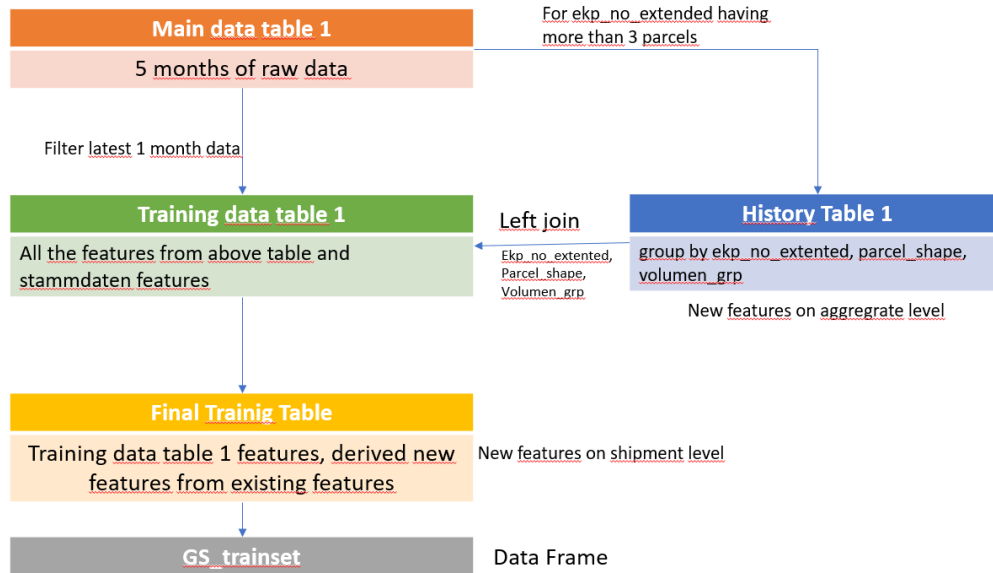 Main data table 1
5 months of raw data
For ekp_no_extended having
more than 3 parcels
Filter latest 1 month data
Training data table 1
All the features from above table and
stammdaten features
Left join
Ekp_no_extented,
Parcel_shape,
Volumen_grp
History Table 1
group by ekp_no_extented, parcel_shape,
volumen_grp
New features on aggregrate level
Final Trainig Table
Training data table 1 features, derived new
features from existing features
New features on shipment level
GS_trainset
Data Frame